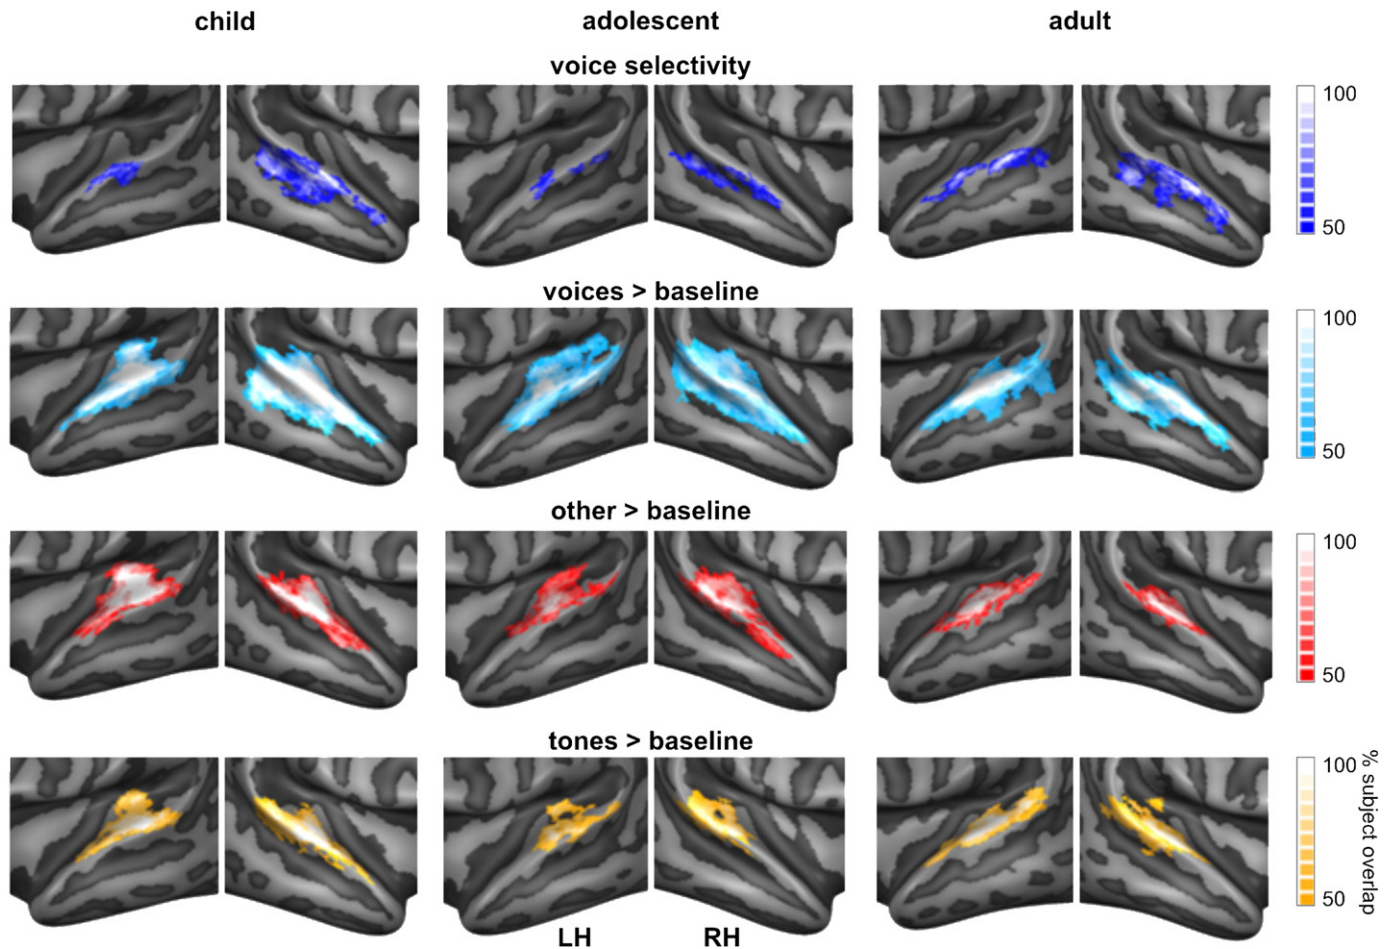 child adolescent adult
voice selectivity
100
50
voices > baseline
100
50
other > baseline
100
50
tones > baseline
100
50
% subject overlap
LH RH